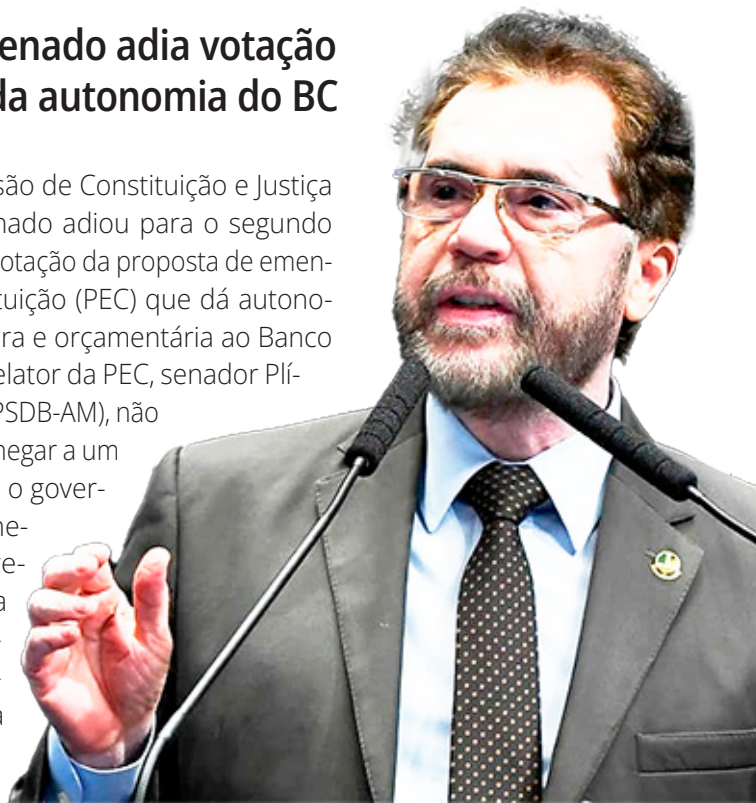 enado adia votação
da autonomia do BC
são de Constituição e Justiça
nado adiou para o segundo
otação da proposta de emen-
tuição (PEC) que dá autono-
ra e orçamentária ao Banco
elator da PEC, senador Plí-
PSDB-AM), não
hegar a um
o gover-
ne-
e-
a
-
-
a